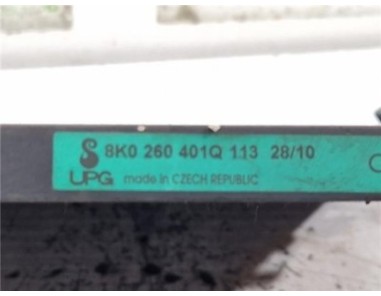 8K0 260 401Q 113 28/10
UPG made in CZECH REPUBLIC